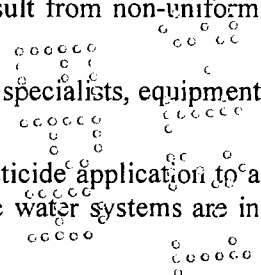 sult from non-uniform
specialists, equipment
ticide application to a
water systems are in